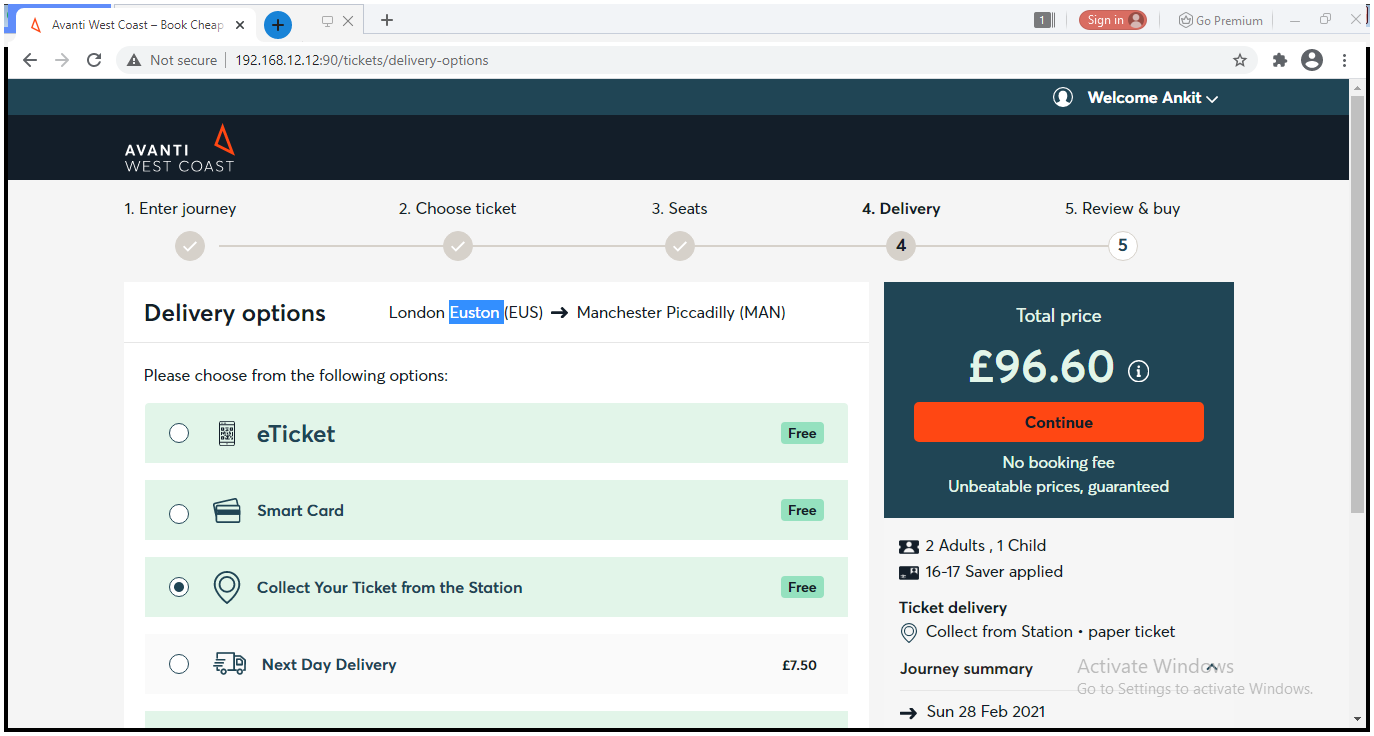 Avanti West Coast – Book Cheap
1
Sign in
Go Premium
Not secure
192.168.12.12:90/tickets/delivery-options
Welcome Ankit
AVANTI
WEST COAST
1. Enter journey
2. Choose ticket
3. Seats
4. Delivery
5. Review & buy
4
5
Delivery options
London Euston (EUS) → Manchester Piccadilly (MAN)
Please choose from the following options:
eTicket
Free
Smart Card
Free
Collect Your Ticket from the Station
Free
Next Day Delivery
£7.50
Total price
£96.60
Continue
No booking fee
Unbeatable prices, guaranteed
2 Adults , 1 Child
16-17 Saver applied
Ticket delivery
Collect from Station • paper ticket
Journey summary
→ Sun 28 Feb 2021
Activate Windows
Go to Settings to activate Windows.